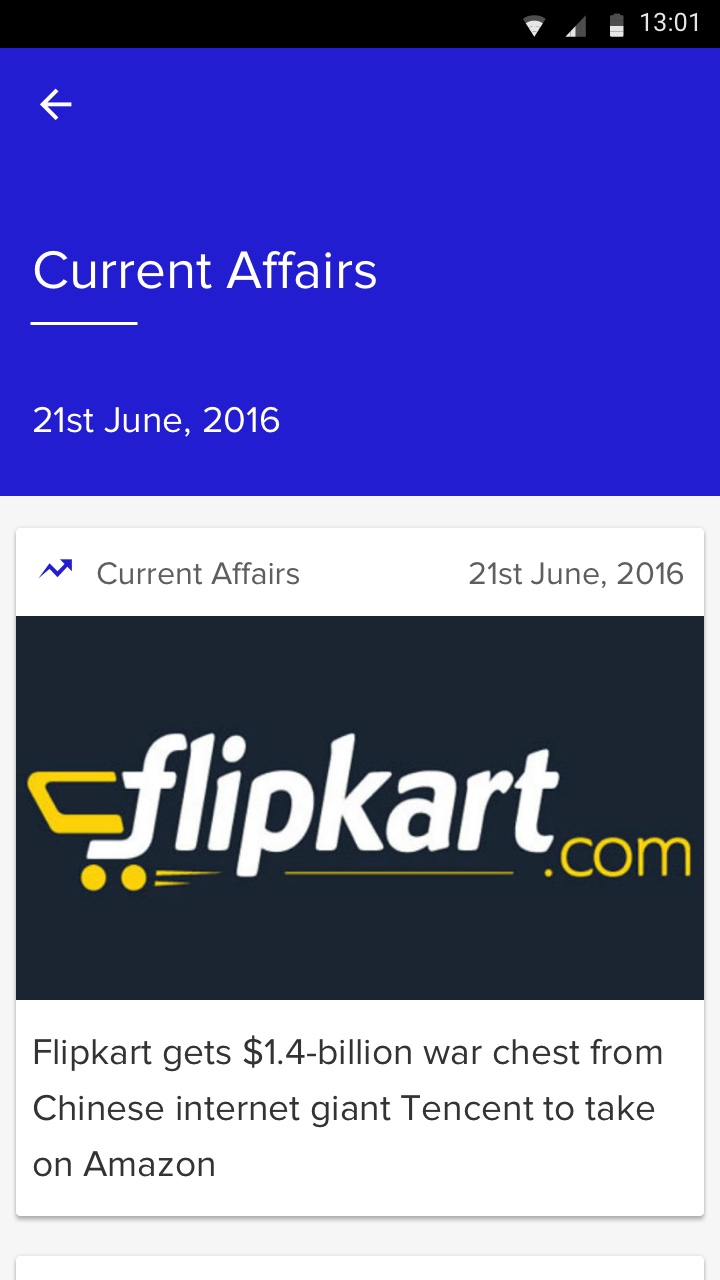 13:01
Current Affairs
21st June, 2016
Current Affairs 21st June, 2016
flipkart.com
Flipkart gets $1.4-billion war chest from
Chinese internet giant Tencent to take
on Amazon